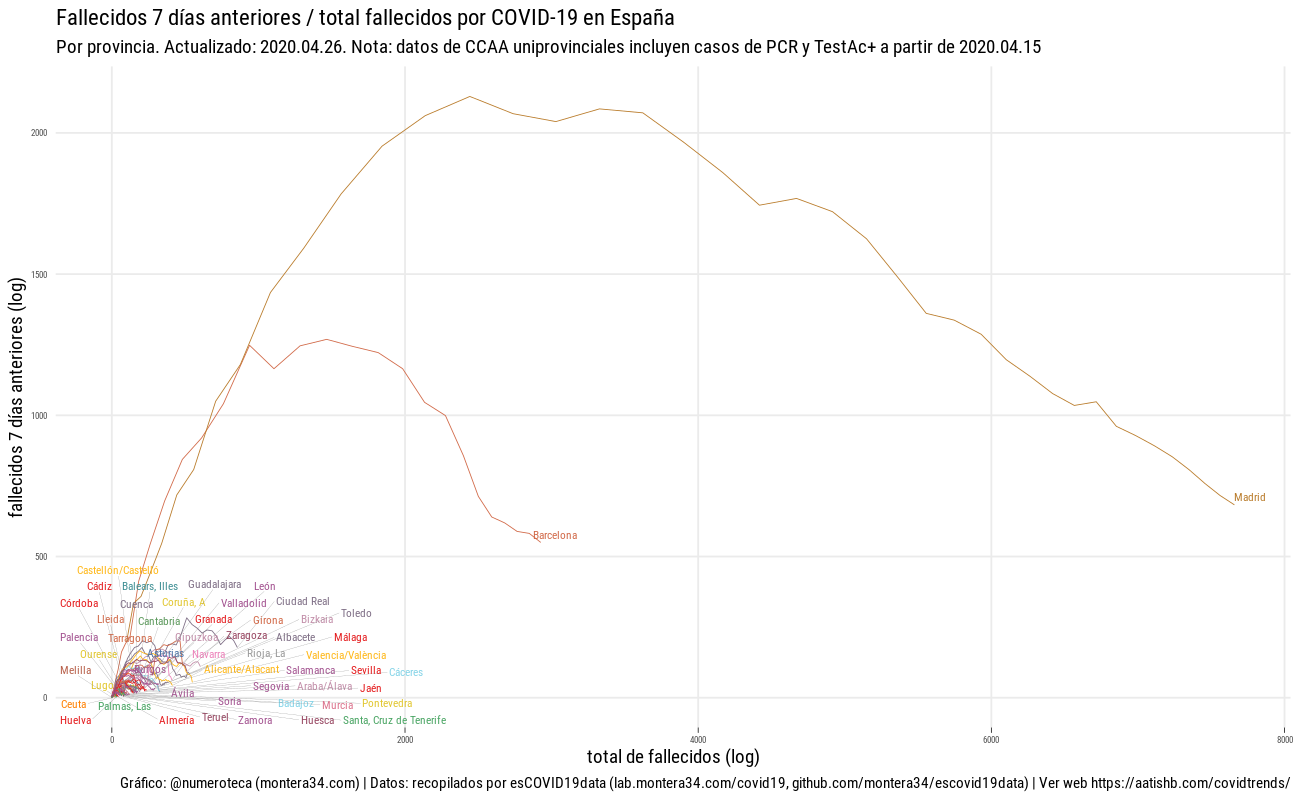 Fallecidos 7 días anteriores / total fallecidos por COVID-19 en España
Por provincia. Actualizado: 2020.04.26. Nota: datos de CCAA uniprovinciales incluyen casos de PCR y TestAc+ a partir de 2020.04.15
fallecidos 7 días anteriores (log)
2000
1500
1000
500
0
Madrid
Barcelona
Castellón/Castelló
Cádiz
Balears, Illes
Guadalajara
León
Córdoba
Cuenca
Coruña, A
Valladolid
Ciudad Real
Toledo
Lleida
Cantabria
Granada
Girona
Bizkaia
Palencia
Tarragona
Gipuzkoa
Zaragoza
Albacete
Málaga
Ourense
Asturias
Navarra
Rioja, La
Valencia/València
Melilla
Burgos
Alicante/Alacant
Salamanca
Sevilla
Cáceres
Lugo
Ávila
Segovia
Araba/Álava
Jaén
Ceuta
Palmas, Las
Soria
Badajoz
Murcia
Pontevedra
Huelva
Almería
Teruel
Zamora
Huesca
Santa, Cruz de Tenerife
0
2000
4000
6000
8000
total de fallecidos (log)
Gráfico: @numeroteca (montera34.com) | Datos: recopilados por esCOVID19data (lab.montera34.com/covid19, github.com/montera34/escovid19data) | Ver web https://aatishb.com/covidtrends/